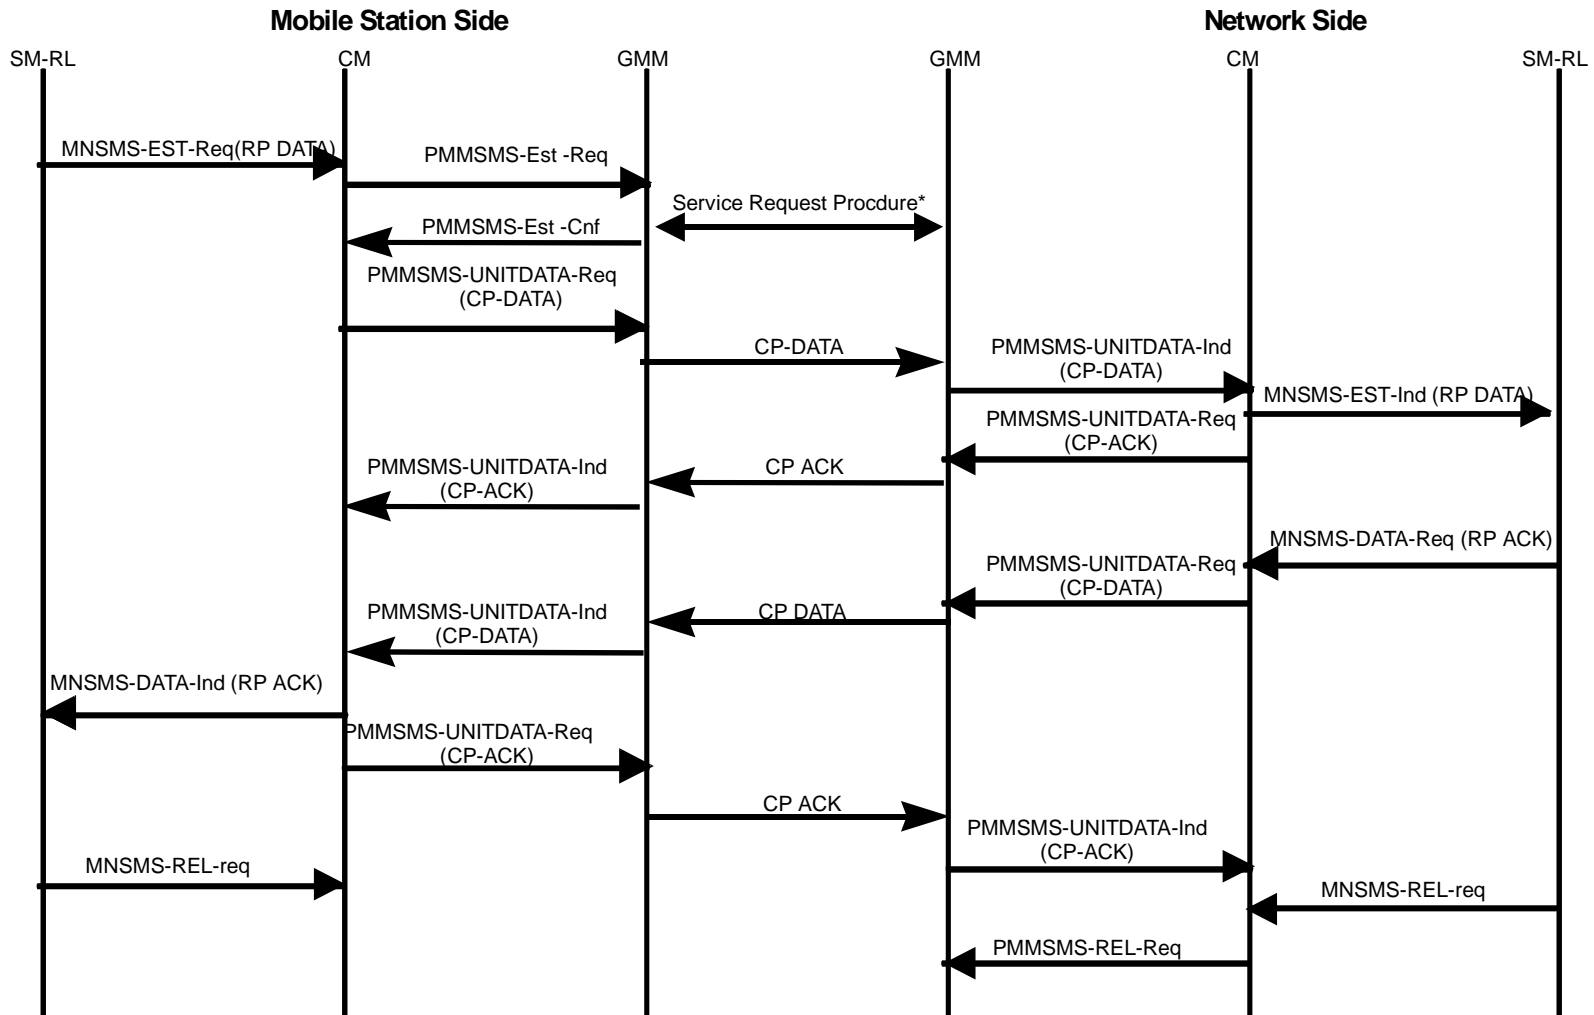 Mobile Station Side
Network Side
SM-RL
CM
GMM
GMM
CM
SM-RL
MNSMS-EST-Req(RP DATA)
PMMSMS-Est -Req
Service Request Procdure*
PMMSMS-Est -Cnf
PMMSMS-UNITDATA-Req
(CP-DATA)
CP-DATA
PMMSMS-UNITDATA-Ind
(CP-DATA)
MNSMS-EST-Ind (RP DATA)
PMMSMS-UNITDATA-Req
(CP-ACK)
CP ACK
PMMSMS-UNITDATA-Ind
(CP-ACK)
MNSMS-DATA-Req (RP ACK)
PMMSMS-UNITDATA-Req
(CP-DATA)
CP DATA
PMMSMS-UNITDATA-Ind
(CP-DATA)
MNSMS-DATA-Ind (RP ACK)
PMMSMS-UNITDATA-Req
(CP-ACK)
CP ACK
PMMSMS-UNITDATA-Ind
(CP-ACK)
MNSMS-REL-req
MNSMS-REL-req
PMMSMS-REL-Req